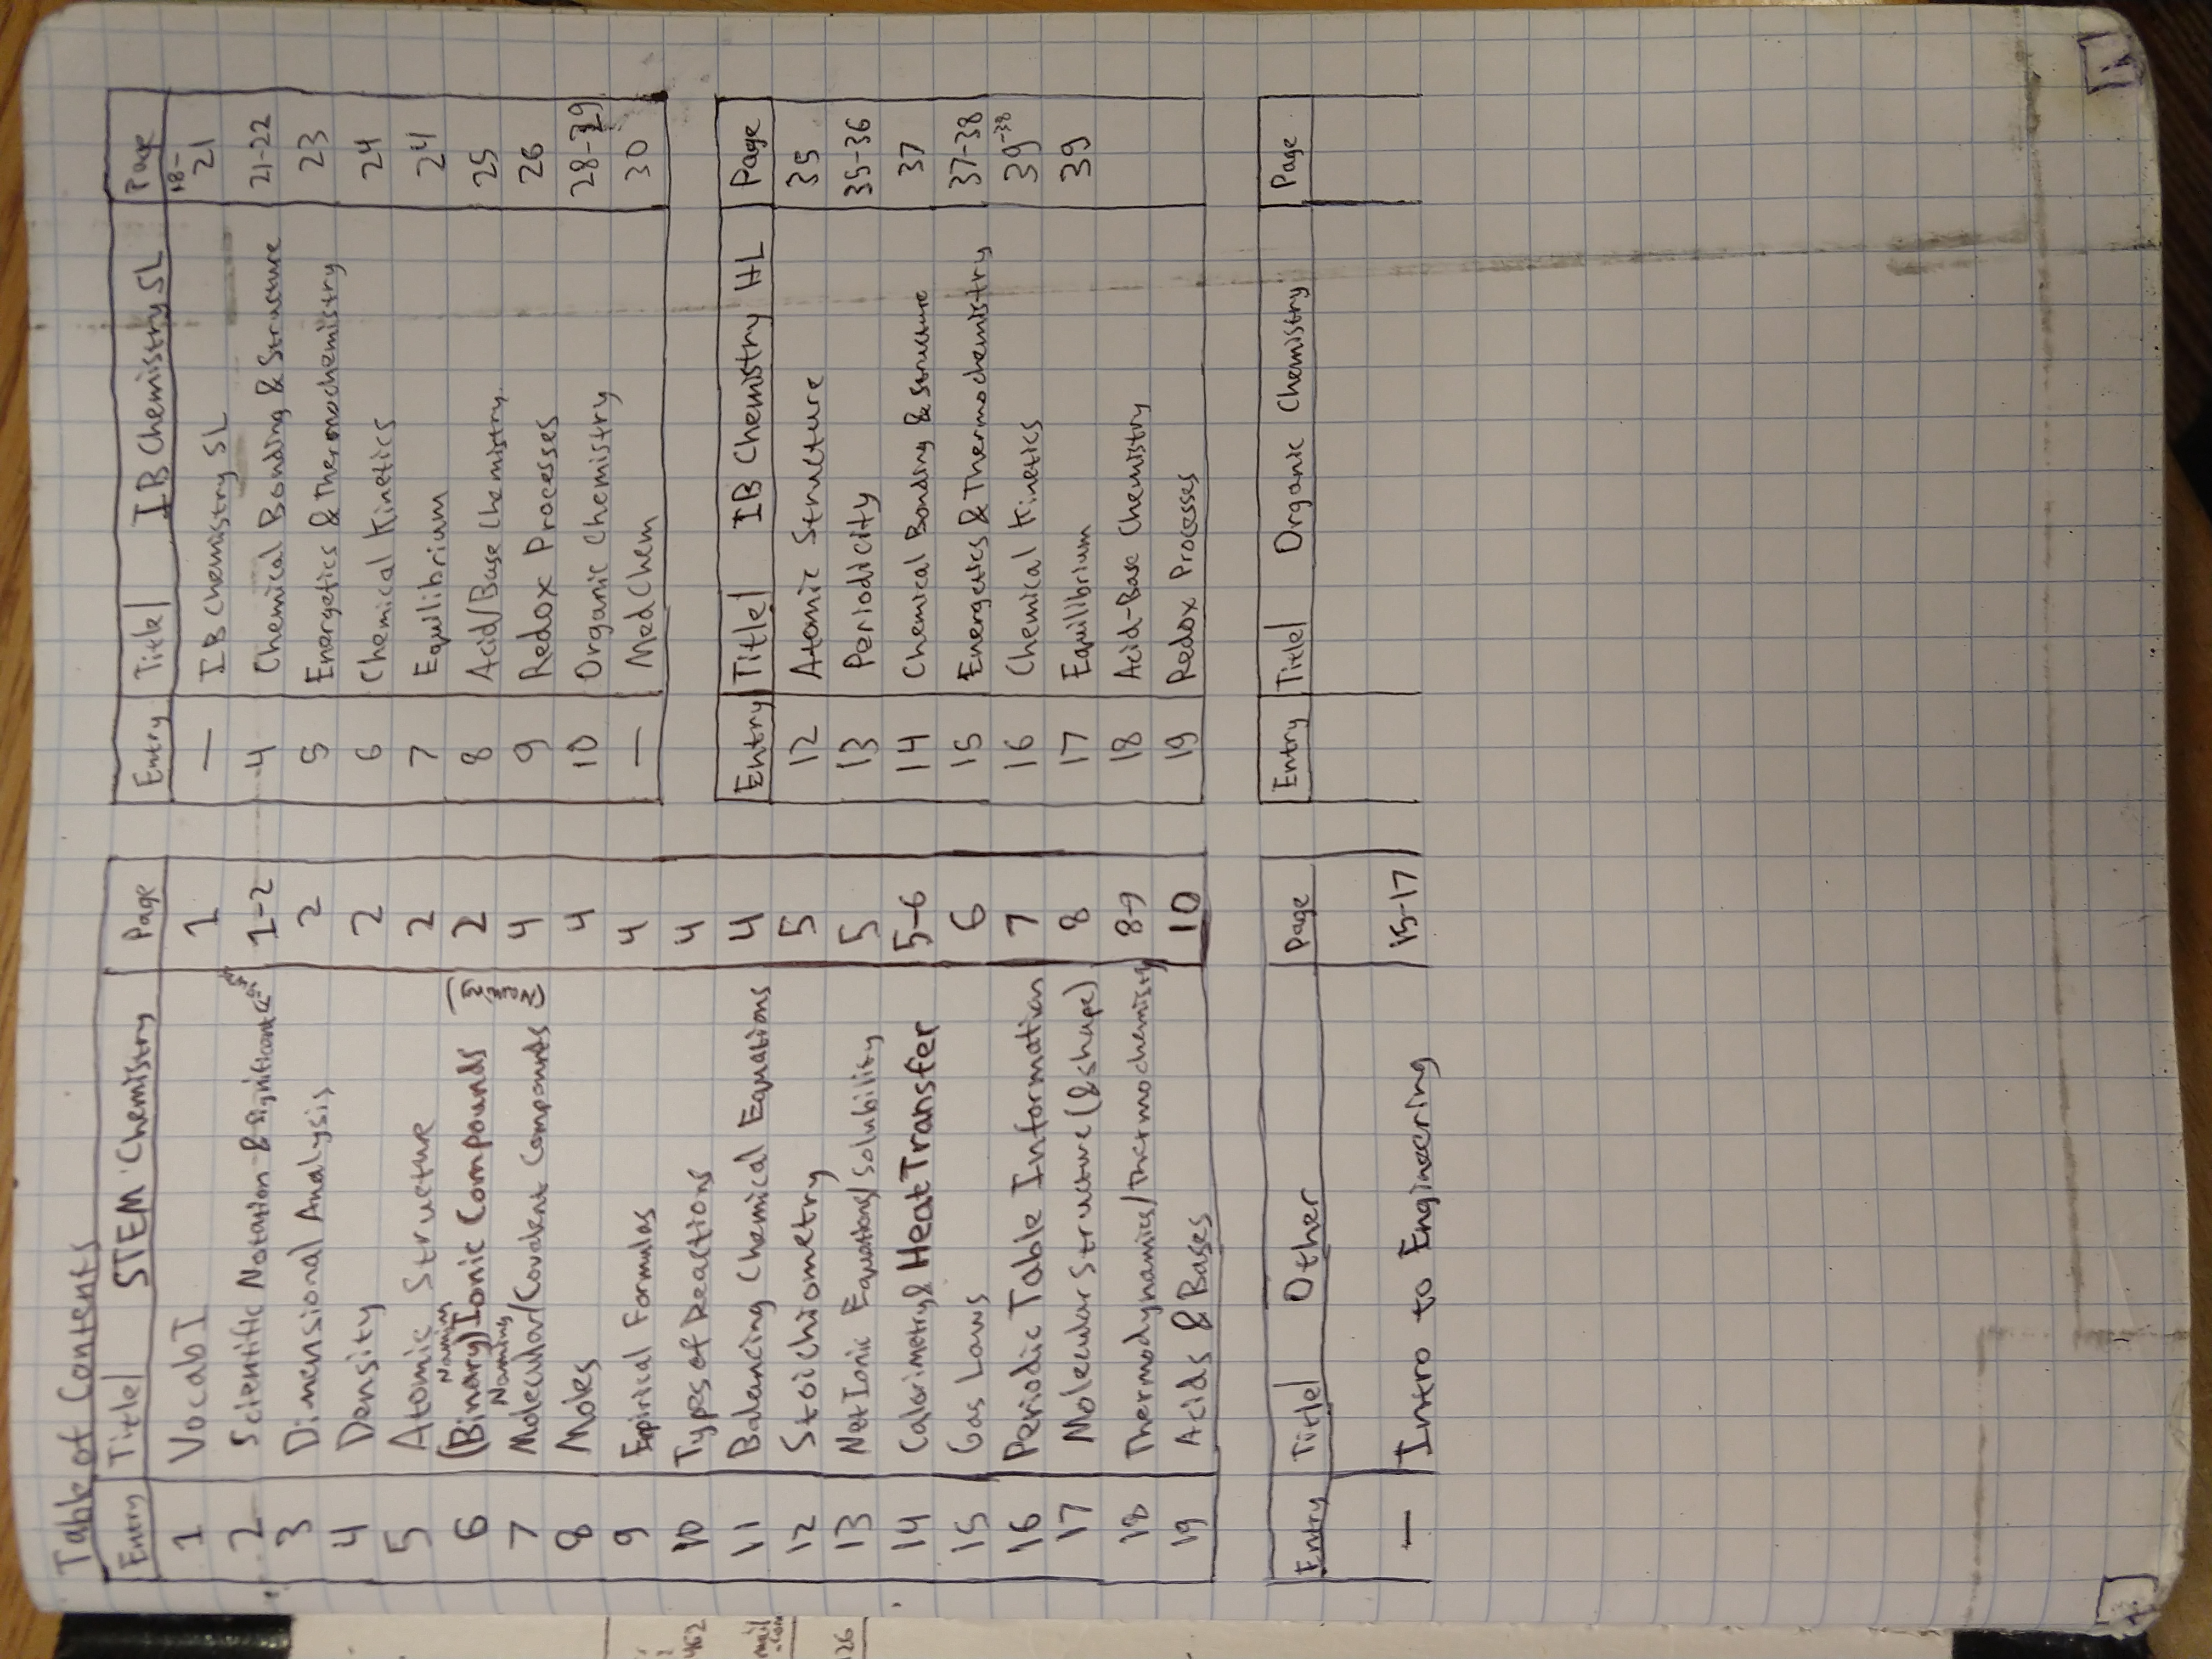 Table of Contents
Entry Title STEM Chemistry Page
1 Vocab I 1
2 Scientific Notation & Significant Figures 1-2
3 Dimensional Analysis 2
4 Density 2
5 Atomic Structure 2
Naming
6 (Binary) Ionic Compounds (Naming) 2
Naming
7 Molecular/Covalent Compounds 4
8 Moles 4
9 Empirical Formulas 4
10 Types of Reactions 4
11 Balancing Chemical Equations 4
12 Stoichiometry 5
13 Net Ionic Equations/Solubility 5
14 Calorimetry & Heat Transfer 5-6
15 Gas Laws 6
16 Periodic Table Information 7
17 Molecular Structure (& shape) 8
18 Thermodynamics/Thermochemistry 8-9
19 Acids & Bases 10
Entry Title Other Page
— Intro to Engineering 15-17
Entry Title IB Chemistry SL Page
— IB Chemistry SL 18-21
4 Chemical Bonding & Structure 21-22
5 Energetics & Thermochemistry 23
6 Chemical Kinetics 24
7 Equilibrium 24
8 Acid/Base Chemistry 25
9 Redox Processes 26
10 Organic Chemistry 28-29
— MedChem 30
Entry Title IB Chemistry HL Page
12 Atomic Structure 35
13 Periodicity 35-36
14 Chemical Bonding & Structure 37
15 Energetics & Thermochemistry 37-38
16 Chemical Kinetics 39-38
17 Equilibrium 39
18 Acid-Base Chemistry
19 Redox Processes
Entry Title Organic Chemistry Page
462
mail
.com
126